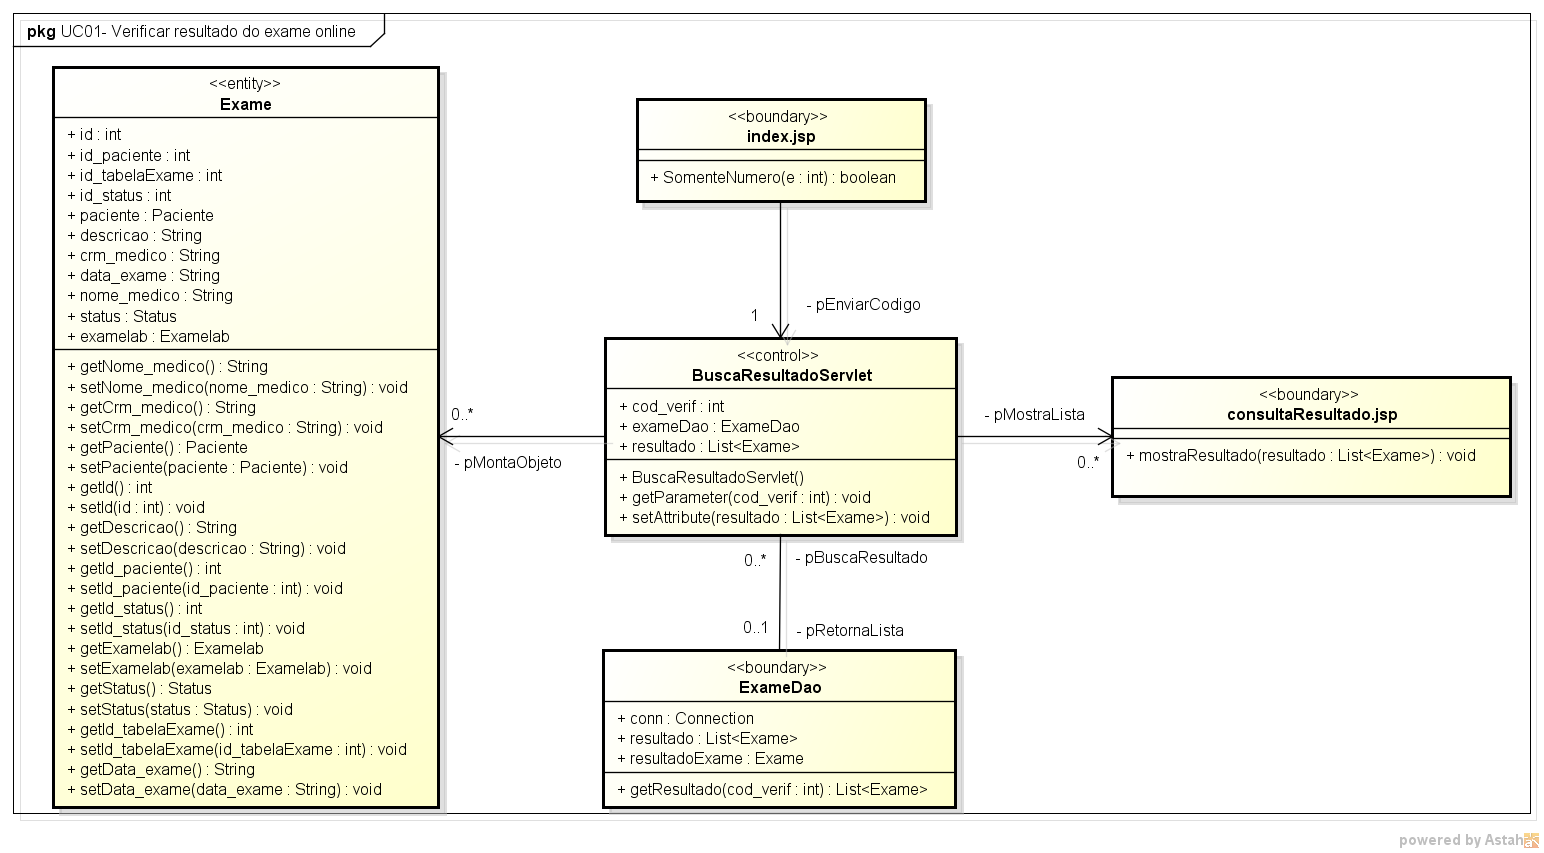 pkg UC01- Verificar resultado do exame online
<<entity>>
Exame
+ id : int
+ id_paciente : int
+ id_tabelaExame : int
+ id_status : int
+ paciente : Paciente
+ descricao : String
+ crm_medico : String
+ data_exame : String
+ nome_medico : String
+ status : Status
+ examelab : Examelab
+ getNome_medico() : String
+ setNome_medico(nome_medico : String) : void
+ getCrm_medico() : String
+ setCrm_medico(crm_medico : String) : void
+ getPaciente() : Paciente
+ setPaciente(paciente : Paciente) : void
+ getId() : int
+ setId(id : int) : void
+ getDescricao() : String
+ setDescricao(descricao : String) : void
+ getId_paciente() : int
+ setId_paciente(id_paciente : int) : void
+ getId_status() : int
+ setId_status(id_status : int) : void
+ getExamelab() : Examelab
+ setExamelab(examelab : Examelab) : void
+ getStatus() : Status
+ setStatus(status : Status) : void
+ getId_tabelaExame() : int
+ setId_tabelaExame(id_tabelaExame : int) : void
+ getData_exame() : String
+ setData_exame(data_exame : String) : void
<<boundary>>
index.jsp
+ SomenteNumero(e : int) : boolean
- pEnviarCodigo
1
<<control>>
BuscaResultadoServlet
+ cod_verif : int
+ exameDao : ExameDao
+ resultado : List<Exame>
+ BuscaResultadoServlet()
+ getParameter(cod_verif : int) : void
+ setAttribute(resultado : List<Exame>) : void
0..*
- pMontaObjeto
- pMostraLista
0..*
<<boundary>>
consultaResultado.jsp
+ mostraResultado(resultado : List<Exame>) : void
0..*
- pBuscaResultado
0..1
- pRetornaLista
<<boundary>>
ExameDao
+ conn : Connection
+ resultado : List<Exame>
+ resultadoExame : Exame
+ getResultado(cod_verif : int) : List<Exame>
powered by Astah